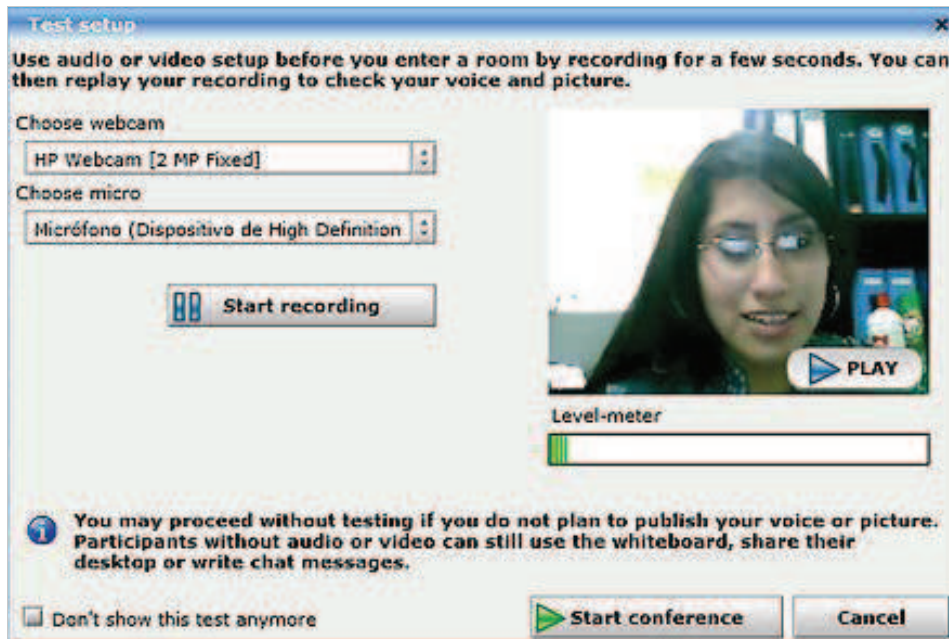 Test setup
Use audio or video setup before you enter a room by recording for a few seconds. You can
then replay your recording to check your voice and picture.
Choose webcam
HP Webcam [2 MP Fixed]
Choose micro
Micrófono (Dispositivo de High Definition
Start recording
PLAY
Level-meter
You may proceed without testing if you do not plan to publish your voice or picture.
Participants without audio or video can still use the whiteboard, share their
desktop or write chat messages.
Don't show this test anymore
Start conference
Cancel